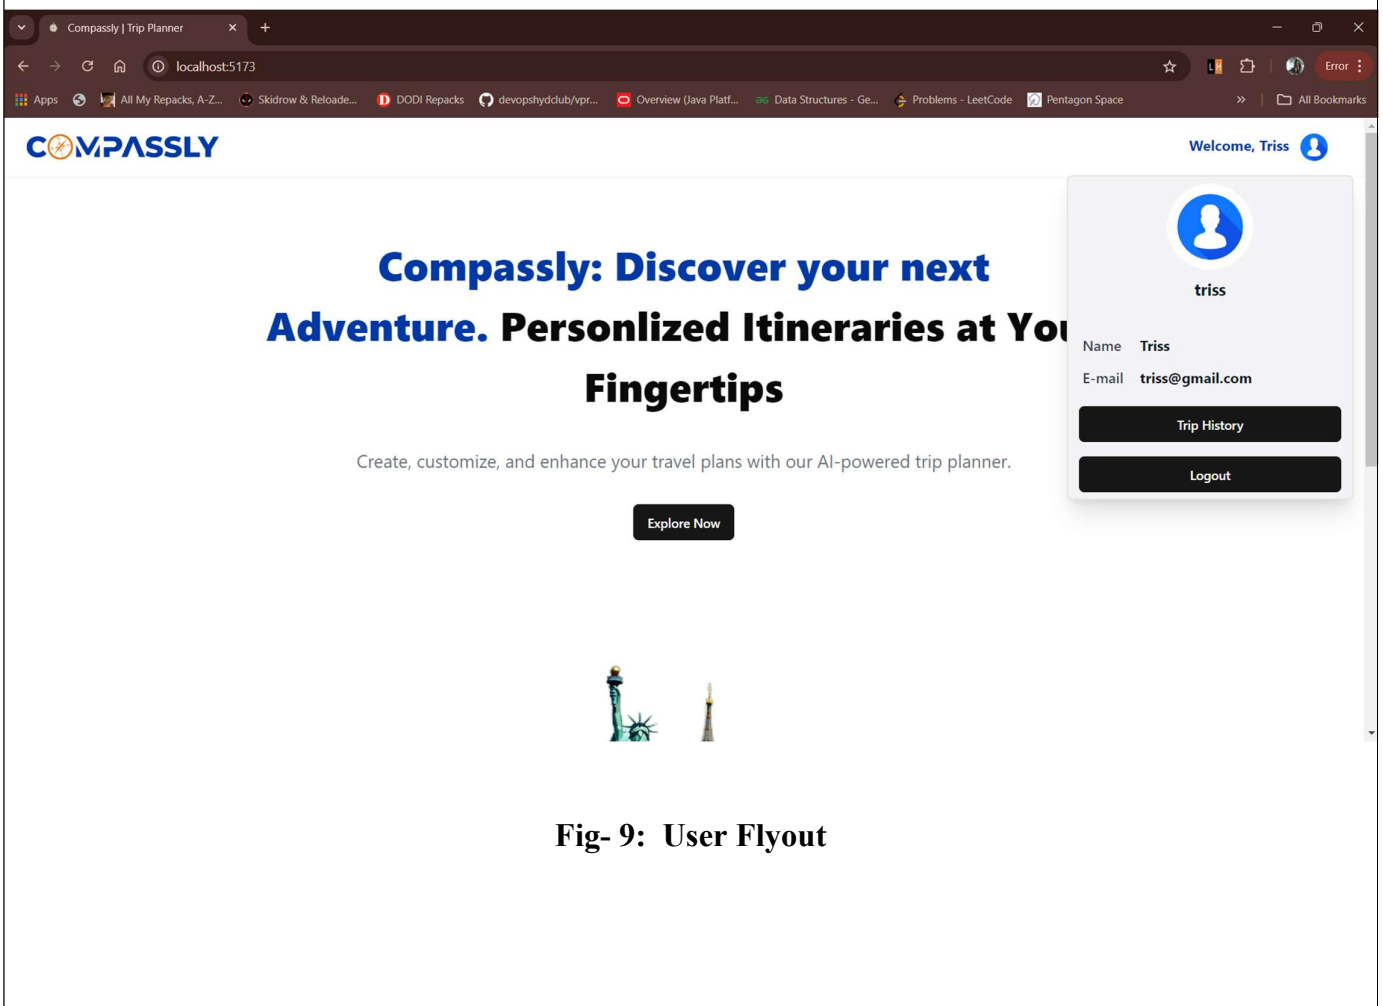 Compassly | Trip Planner
localhost:5173
Error
Apps
All My Repacks, A-Z...
Skidrow & Reloade...
DODI Repacks
devopshydclub/vpr...
Overview (Java Platf...
Data Structures - Ge...
Problems - LeetCode
Pentagon Space
All Bookmarks
COMPASSLY
Welcome, Triss
Compassly: Discover your next
Adventure. Personlized Itineraries at You
Fingertips
Create, customize, and enhance your travel plans with our AI-powered trip planner.
Explore Now
triss
Name Triss
E-mail triss@gmail.com
Trip History
Logout
Fig- 9: User Flyout